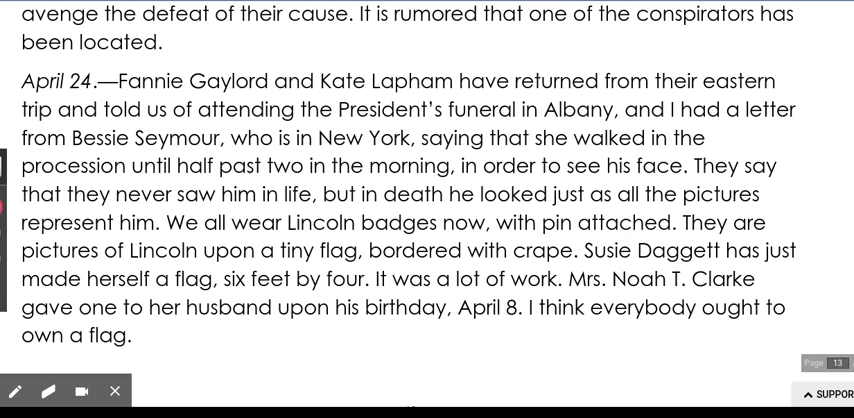 avenge the defeat of their cause. It is rumored that one of the conspirators has
been located.
April 24.—Fannie Gaylord and Kate Lapham have returned from their eastern
trip and told us of attending the President’s funeral in Albany, and I had a letter
from Bessie Seymour, who is in New York, saying that she walked in the
procession until half past two in the morning, in order to see his face. They say
that they never saw him in life, but in death he looked just as all the pictures
represent him. We all wear Lincoln badges now, with pin attached. They are
pictures of Lincoln upon a tiny flag, bordered with crape. Susie Daggett has just
made herself a flag, six feet by four. It was a lot of work. Mrs. Noah T. Clarke
gave one to her husband upon his birthday, April 8. I think everybody ought to
own a flag.
Page 13
SUPPOR